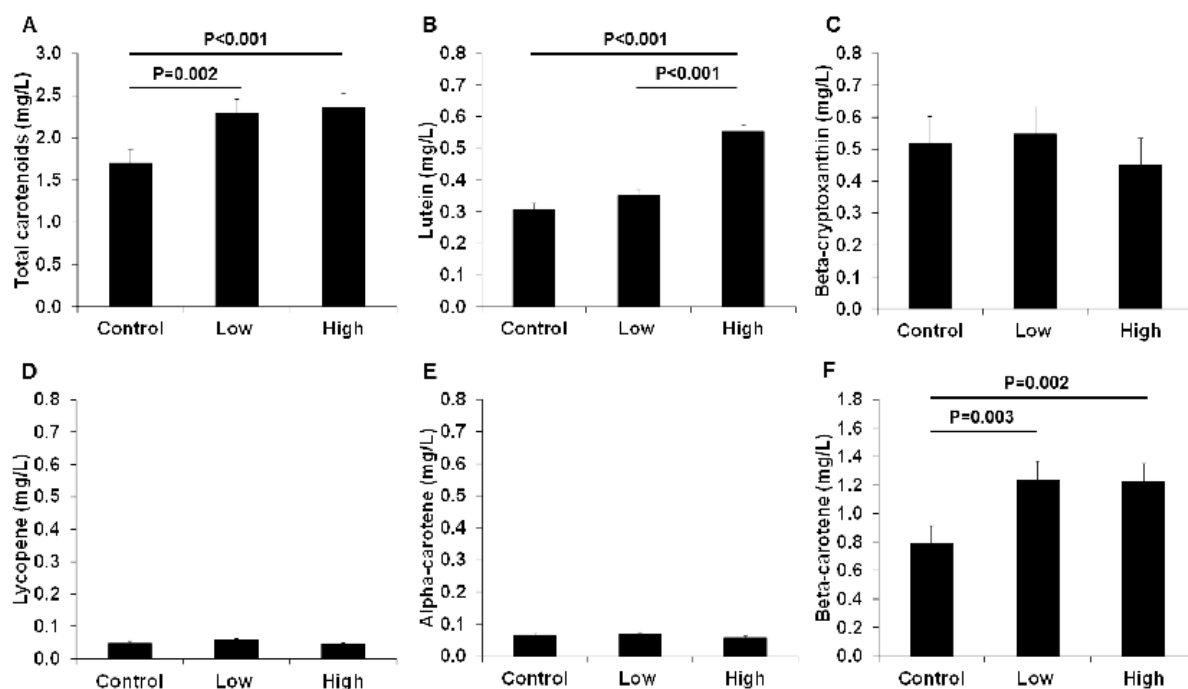 A
P<0.001
P=0.002
Total carotenoids (mg/L)
3.0
2.5
2.0
1.5
1.0
0.5
0.0
Control Low High
B
P<0.001
P<0.001
Lutein (mg/L)
0.8
0.7
0.6
0.5
0.4
0.3
0.2
0.1
0.0
Control Low High
C
Beta-cryptoxanthin (mg/L)
0.8
0.7
0.6
0.5
0.4
0.3
0.2
0.1
0.0
Control Low High
D
Lycopene (mg/L)
0.8
0.7
0.6
0.5
0.4
0.3
0.2
0.1
0.0
Control Low High
E
Alpha-carotene (mg/L)
0.8
0.7
0.6
0.5
0.4
0.3
0.2
0.1
0.0
Control Low High
F
P=0.002
P=0.003
Beta-carotene (mg/L)
1.8
1.6
1.4
1.2
1.0
0.8
0.6
0.4
0.2
0.0
Control Low High